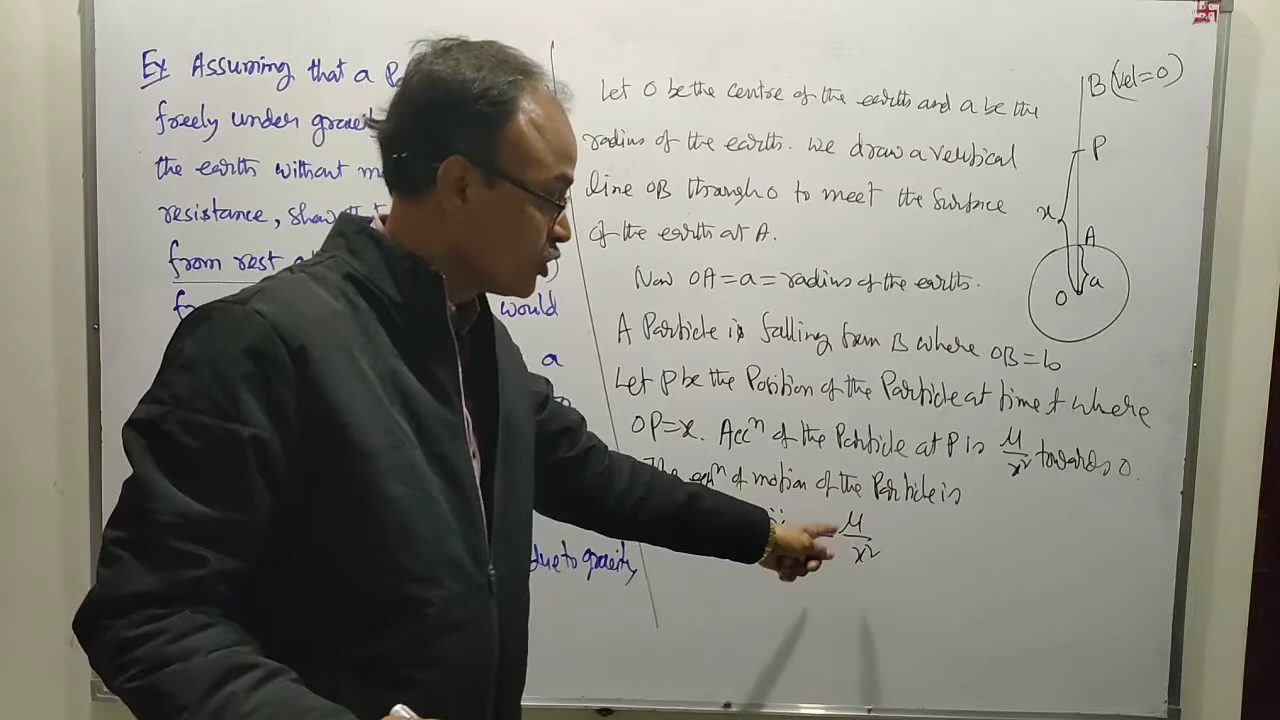 Ex Assuming that a
freely under
the earth without
resistance,
from rest
would
a
due to gravity
Let O be the centre of the earth and a be the
radius of the earth. we draw a vertical
line OB through O to meet the Surface
of the earth at A.
Now OA = a = radius of the earth.
A Particle is falling from B where OB = b
Let P be the Position of the Particle at time t where
OP = x. Accⁿ of the Particle at P is μ/x² towards O.
The eqⁿ of motion of the Particle is
μ/x²
B (vel=0)
P
x
A
a
O